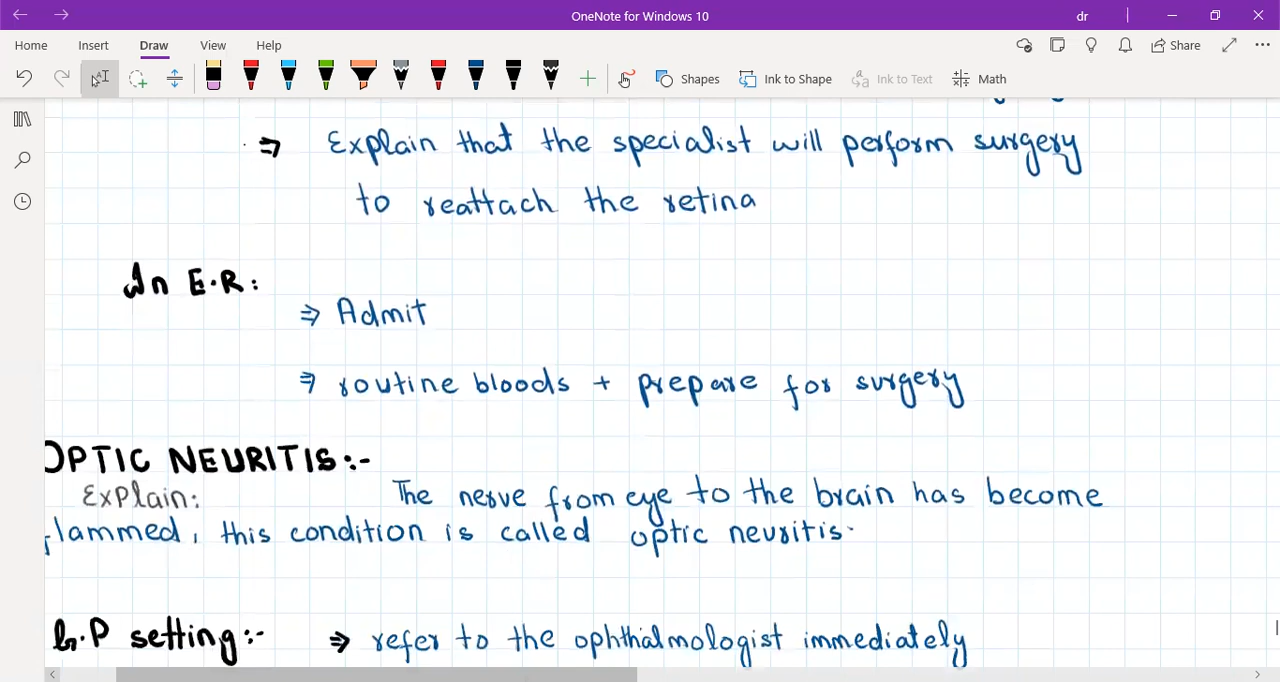 OneNote for Windows 10
dr
Home Insert Draw View Help
Share
Shapes Ink to Shape Ink to Text Math
⇒ Explain that the specialist will perform surgery
to reattach the retina
In E.R:
⇒ Admit
⇒ routine bloods + prepare for surgery
OPTIC NEURITIS:-
Explain: The nerve from eye to the brain has become
flammed, this condition is called optic neuritis.
G.P setting:- ⇒ refer to the ophthalmologist immediately